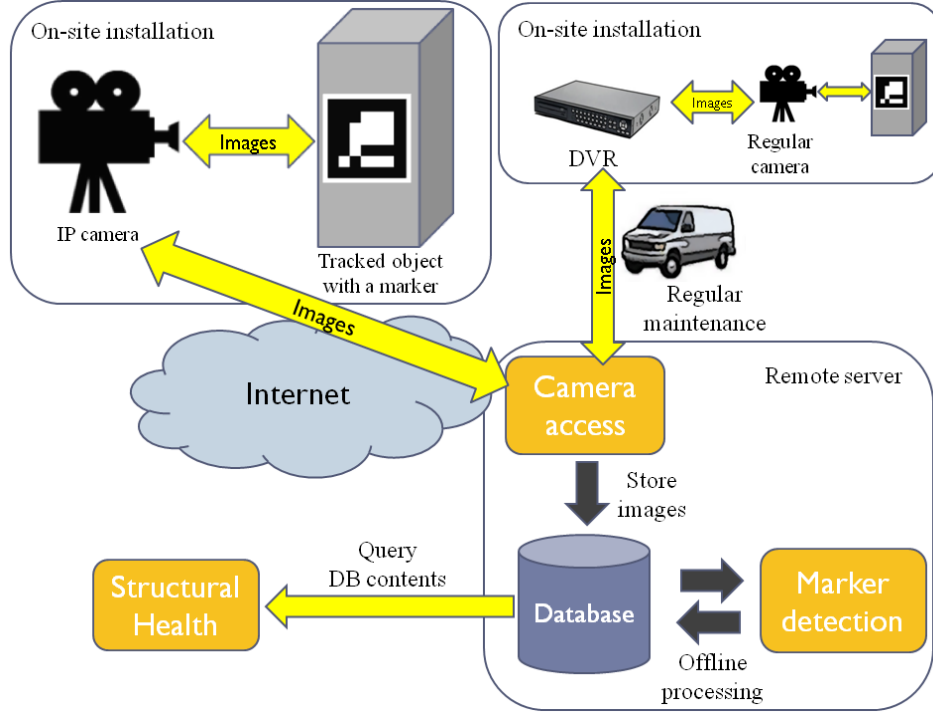 On-site installation
Images
IP camera
Tracked object
with a marker
On-site installation
Images
DVR
Regular
camera
Images
Regular
maintenance
Images
Internet
Remote server
Camera
access
Store
images
Query
DB contents
Structural
Health
Database
Marker
detection
Offline
processing